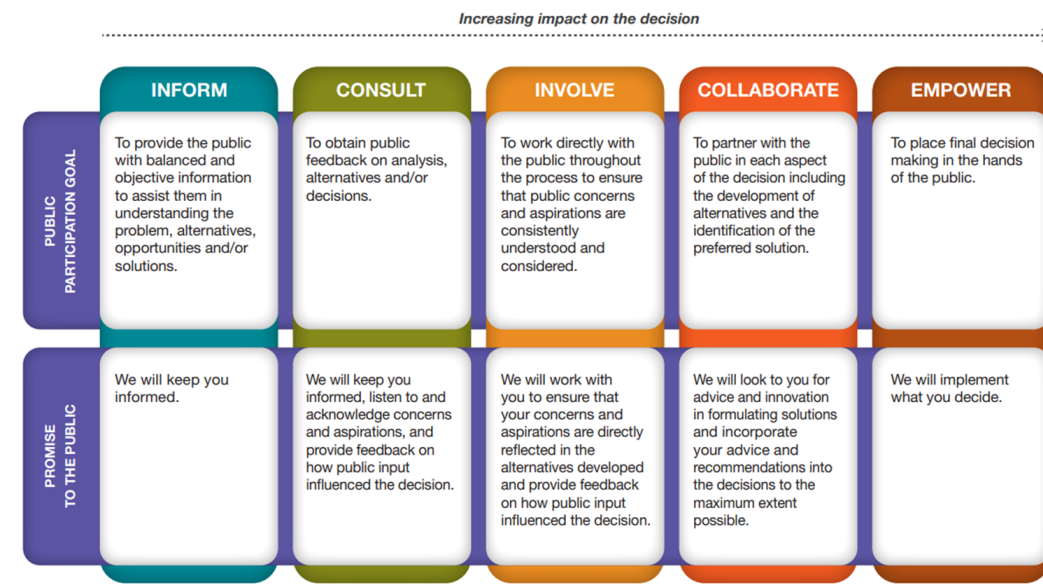 Increasing impact on the decision
INFORM
CONSULT
INVOLVE
COLLABORATE
EMPOWER
PUBLIC
PARTICIPATION GOAL
To provide the public
with balanced and
objective information
to assist them in
understanding the
problem, alternatives,
opportunities and/or
solutions.
To obtain public
feedback on analysis,
alternatives and/or
decisions.
To work directly with
the public throughout
the process to ensure
that public concerns
and aspirations are
consistently
understood and
considered.
To partner with the
public in each aspect
of the decision including
the development of
alternatives and the
identification of the
preferred solution.
To place final decision
making in the hands
of the public.
PROMISE
TO THE PUBLIC
We will keep you
informed.
We will keep you
informed, listen to and
acknowledge concerns
and aspirations, and
provide feedback on
how public input
influenced the decision.
We will work with
you to ensure that
your concerns and
aspirations are directly
reflected in the
alternatives developed
and provide feedback
on how public input
influenced the decision.
We will look to you for
advice and innovation
in formulating solutions
and incorporate
your advice and
recommendations into
the decisions to the
maximum extent
possible.
We will implement
what you decide.